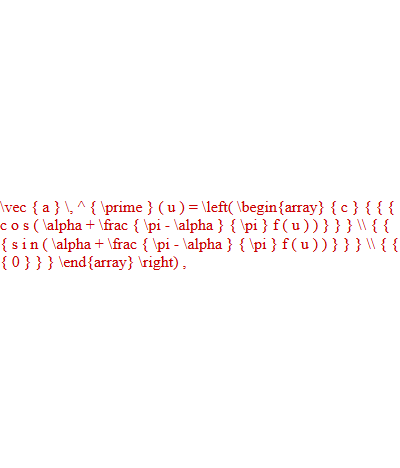 \vec { a } \, ^ { \prime } ( u ) = \left( \begin{array} { c } { { {
c o s ( \alpha + \frac { \pi - \alpha } { \pi } f ( u ) ) } } } \\ { {
{ s i n ( \alpha + \frac { \pi - \alpha } { \pi } f ( u ) ) } } } \\ { {
{ 0 } } } \end{array} \right) ,